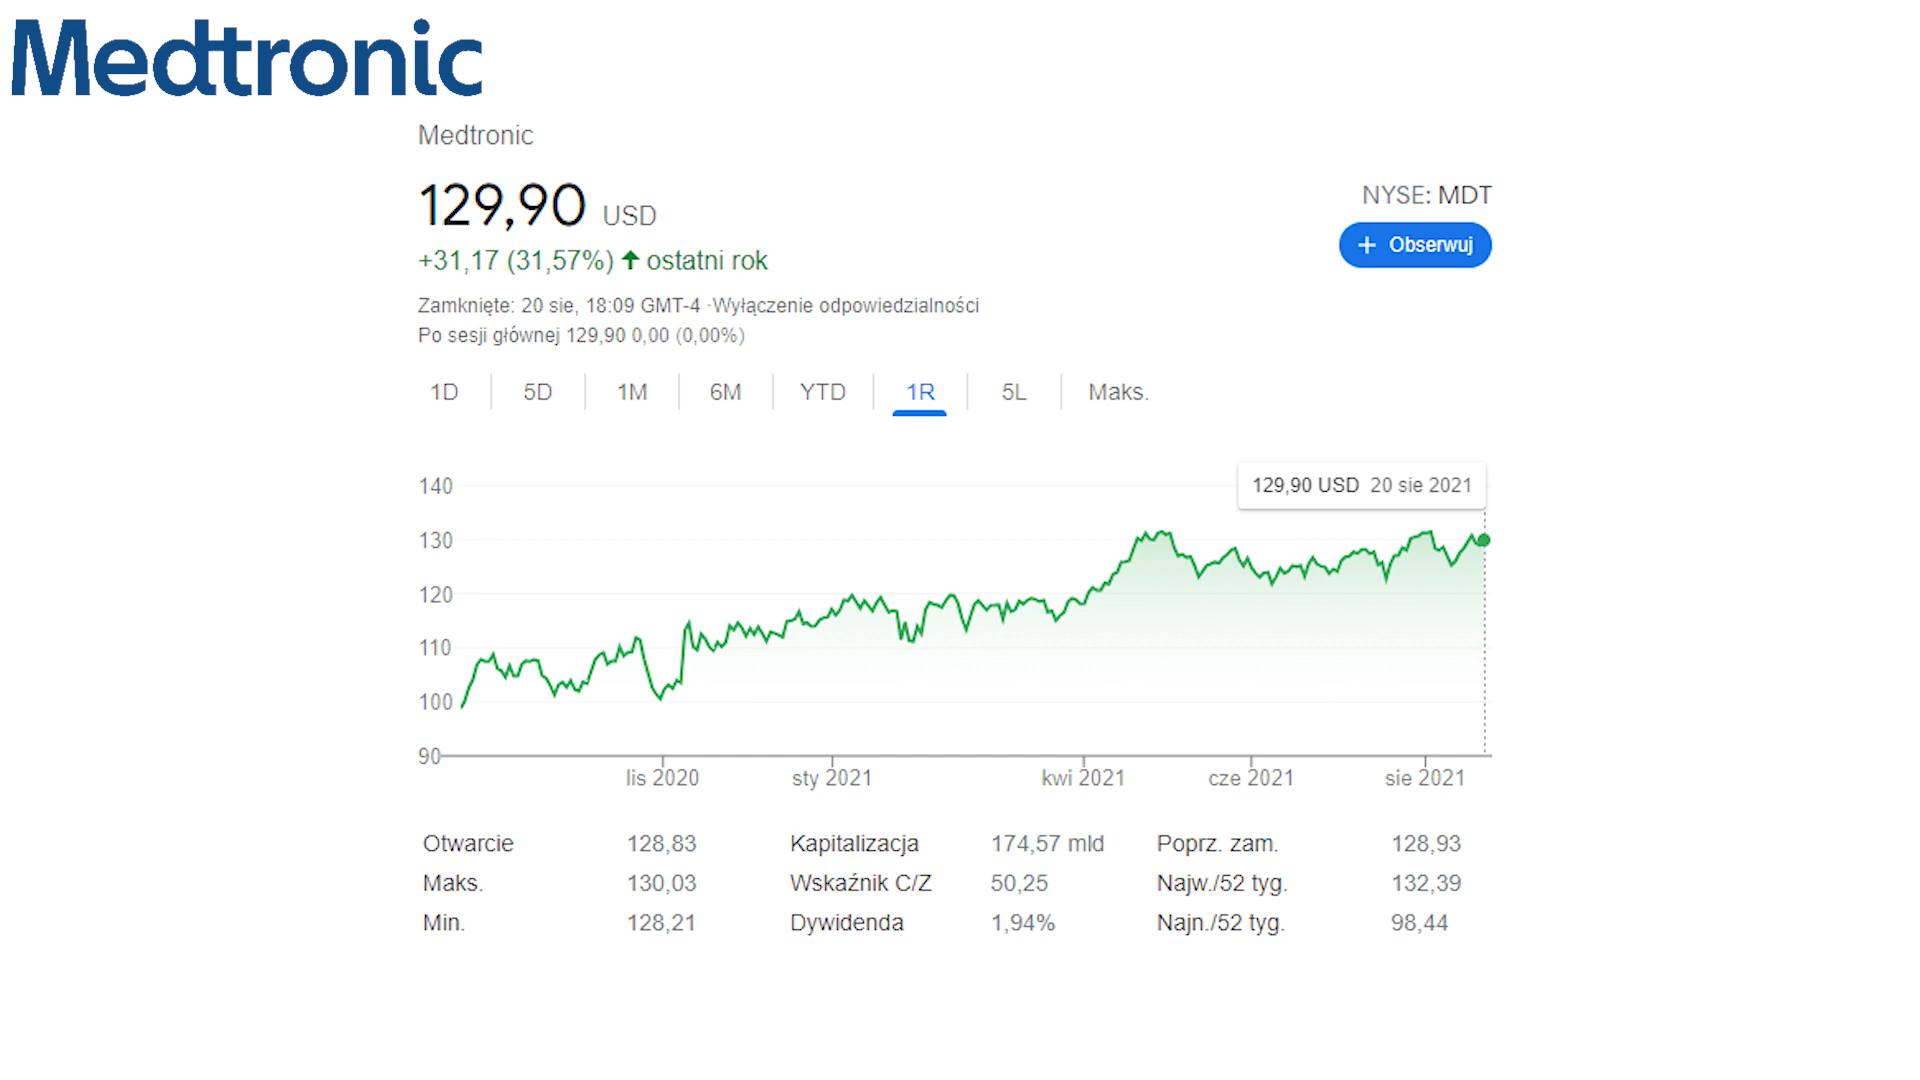 Medtronic
Medtronic
129,90 USD
NYSE: MDT
+ Obserwuj
+31,17 (31,57%) ↑ ostatni rok
Zamknięte: 20 sie, 18:09 GMT-4 ·Wyłączenie odpowiedzialności
Po sesji głównej 129,90 0,00 (0,00%)
1D 5D 1M 6M YTD 1R 5L Maks.
129,90 USD 20 sie 2021
140
130
120
110
100
90
lis 2020 sty 2021 kwi 2021 cze 2021 sie 2021
Otwarcie 128,83 Kapitalizacja 174,57 mld Poprz. zam. 128,93
Maks. 130,03 Wskaźnik C/Z 50,25 Najw./52 tyg. 132,39
Min. 128,21 Dywidenda 1,94% Najn./52 tyg. 98,44